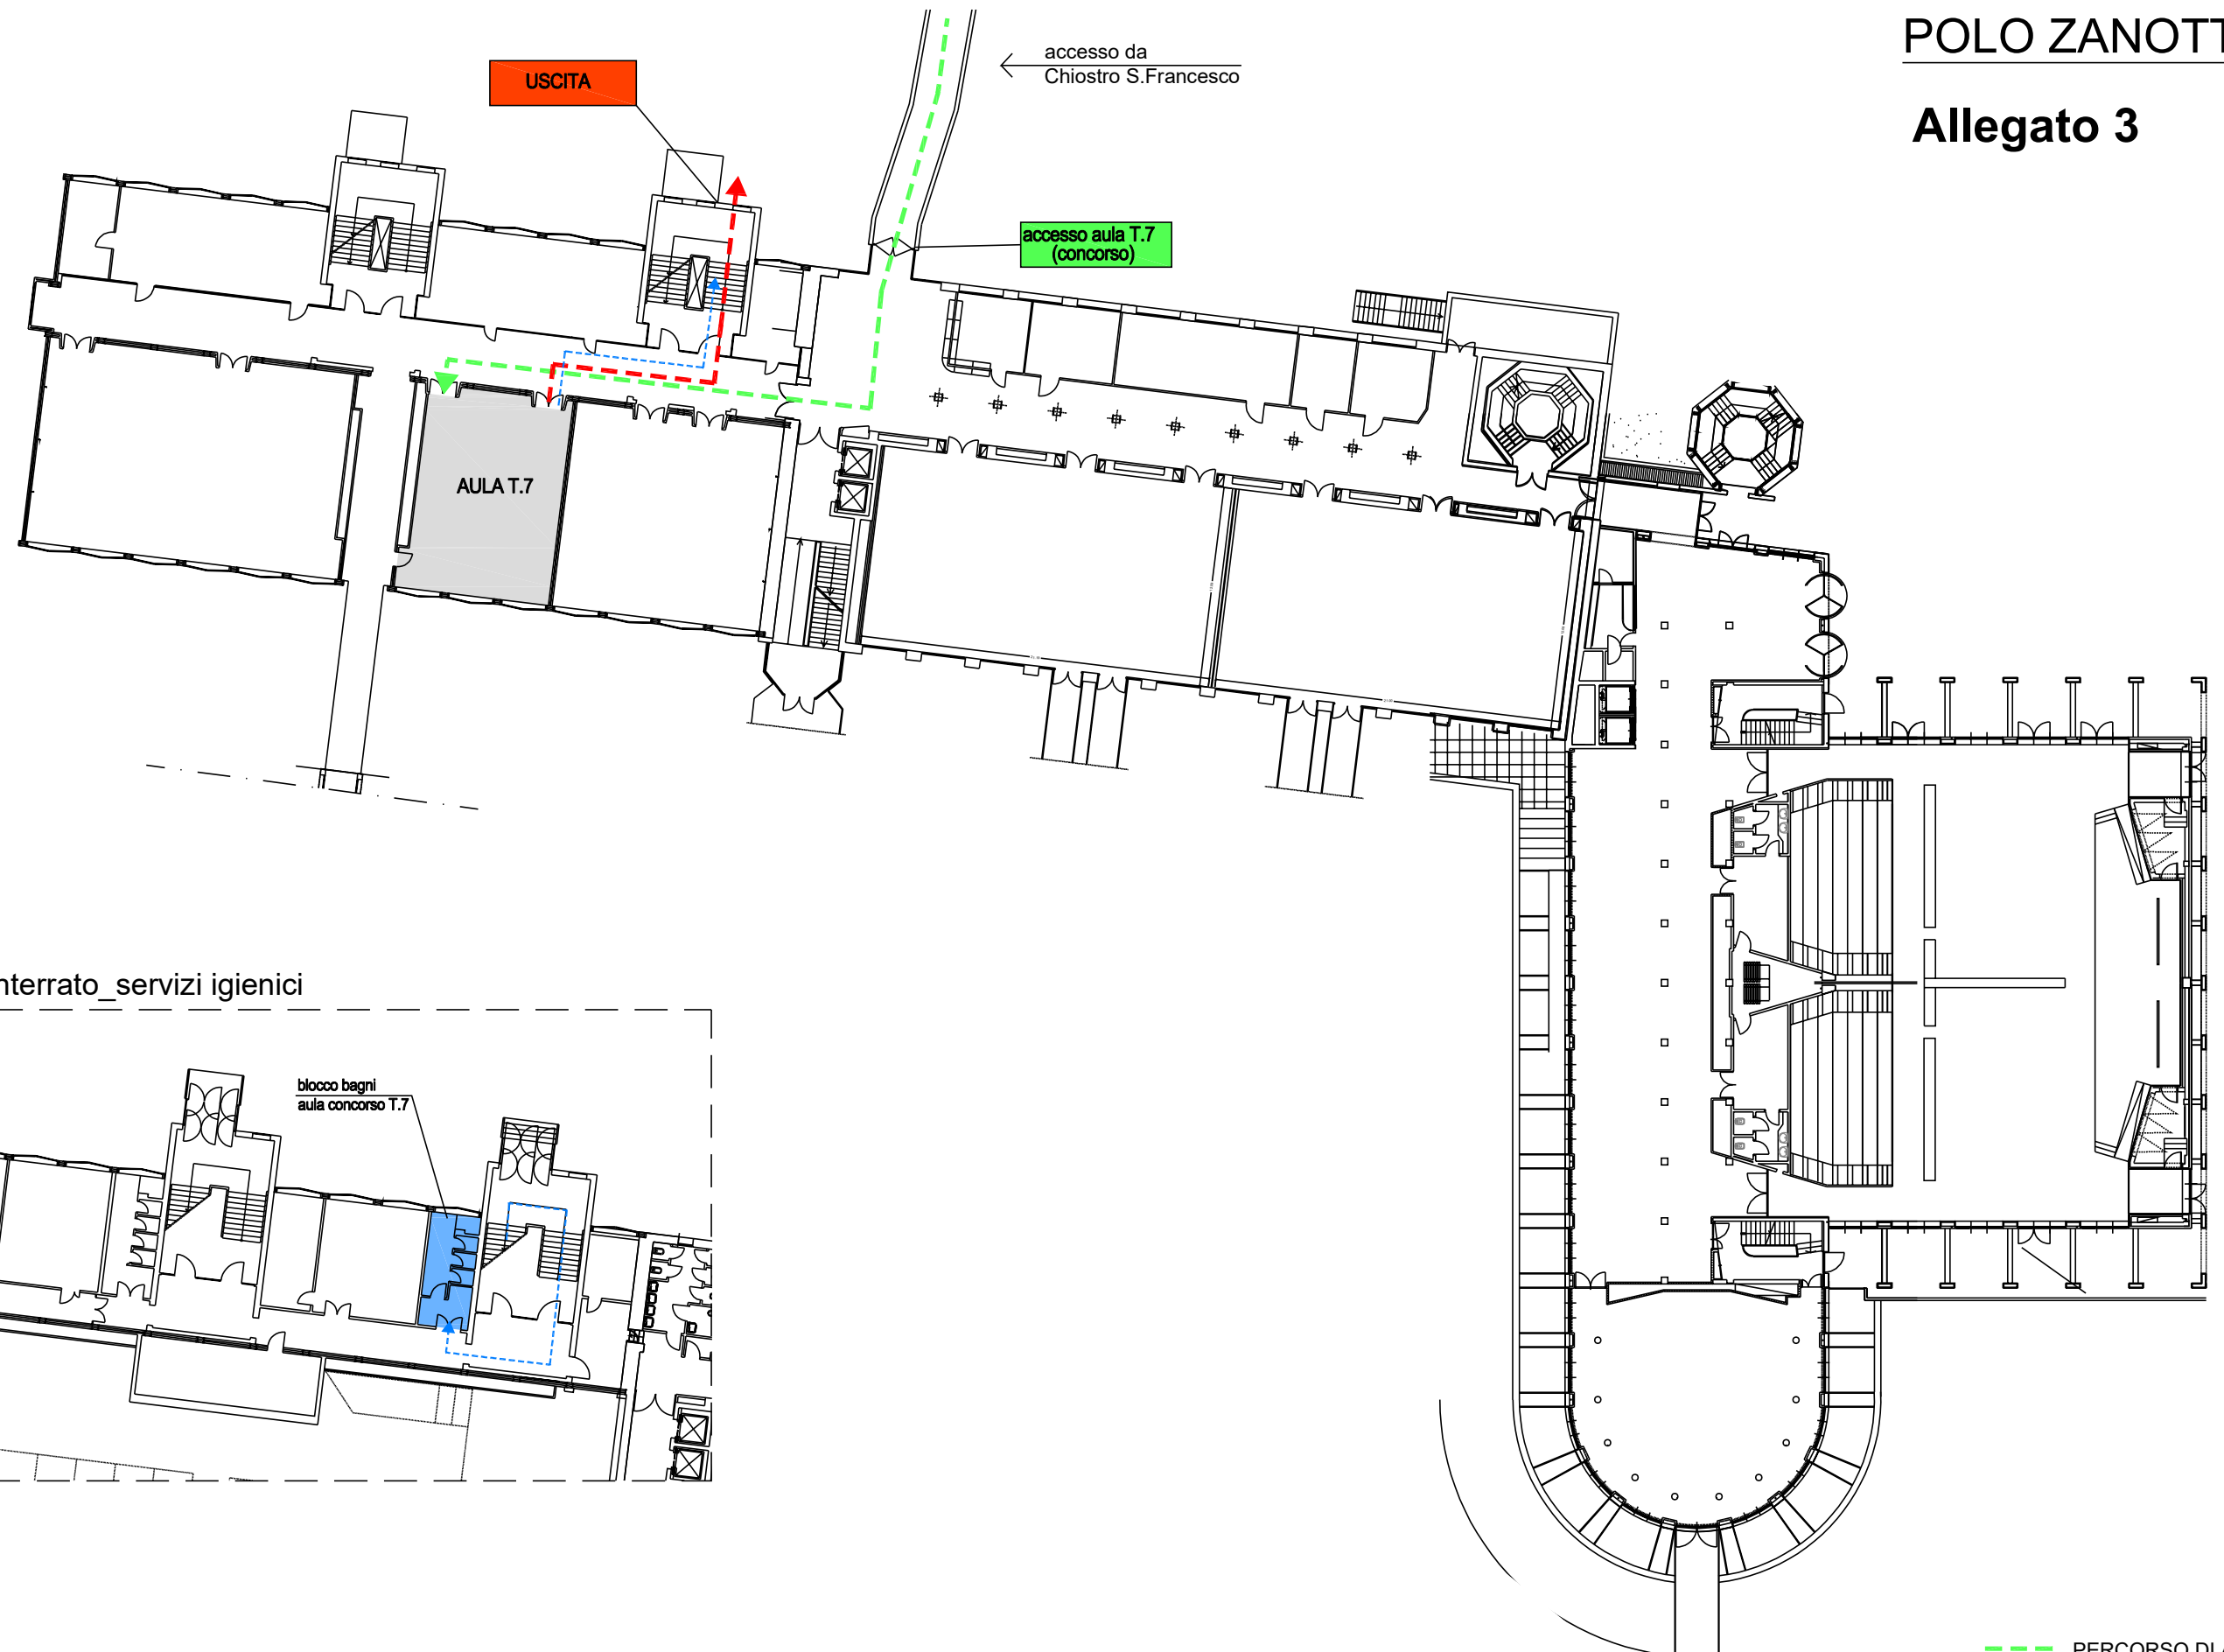 POLO ZANOTT
Allegato 3
accesso da
Chiostro S.Francesco
USCITA
accesso aula T.7
(concorso)
AULA T.7
nterrato_servizi igienici
blocco bagni
aula concorso T.7
PERCORSO DI